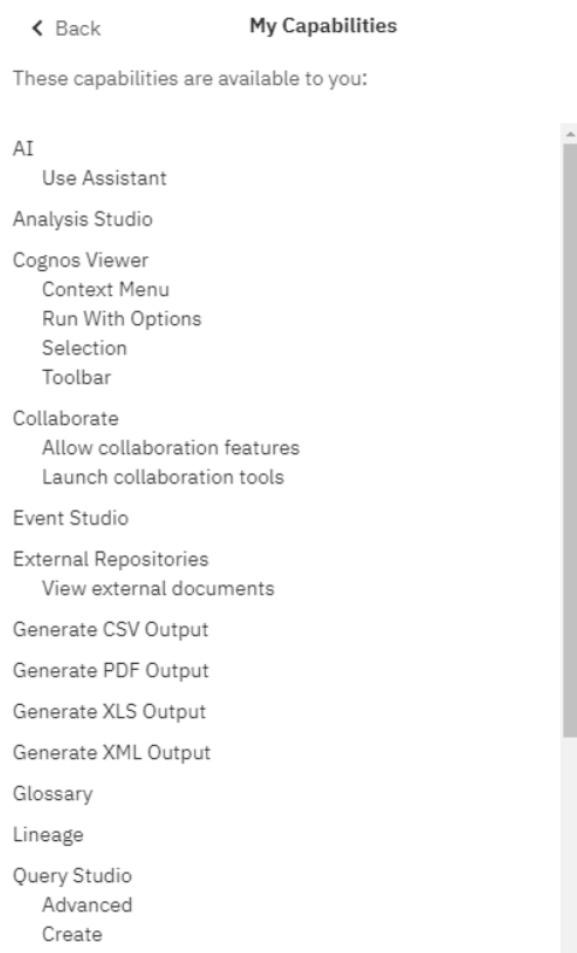 Back
My Capabilities
These capabilities are available to you:
AI
Use Assistant
Analysis Studio
Cognos Viewer
Context Menu
Run With Options
Selection
Toolbar
Collaborate
Allow collaboration features
Launch collaboration tools
Event Studio
External Repositories
View external documents
Generate CSV Output
Generate PDF Output
Generate XLS Output
Generate XML Output
Glossary
Lineage
Query Studio
Advanced
Create